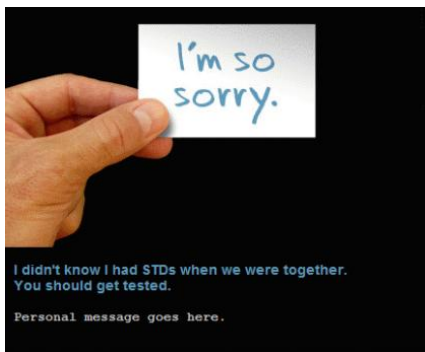 I'm so
sorry.
I didn't know I had STDs when we were together.
You should get tested.
Personal message goes here.